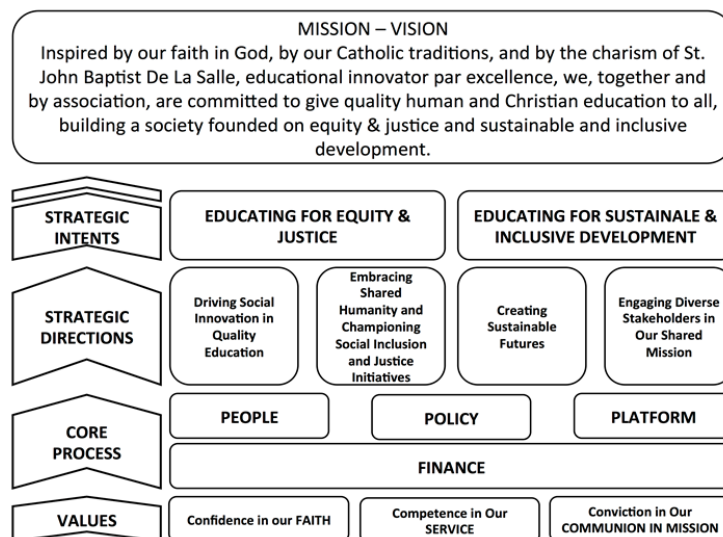 MISSION – VISION
Inspired by our faith in God, by our Catholic traditions, and by the charism of St.
John Baptist De La Salle, educational innovator par excellence, we, together and
by association, are committed to give quality human and Christian education to all,
building a society founded on equity & justice and sustainable and inclusive
development.
STRATEGIC
INTENTS
EDUCATING FOR EQUITY &
JUSTICE
EDUCATING FOR SUSTAINALE &
INCLUSIVE DEVELOPMENT
STRATEGIC
DIRECTIONS
Driving Social
Innovation in
Quality
Education
Embracing
Shared
Humanity and
Championing
Social Inclusion
and Justice
Initiatives
Creating
Sustainable
Futures
Engaging Diverse
Stakeholders in
Our Shared
Mission
CORE
PROCESS
PEOPLE
POLICY
PLATFORM
FINANCE
VALUES
Confidence in our FAITH
Competence in Our
SERVICE
Conviction in Our
COMMUNION IN MISSION